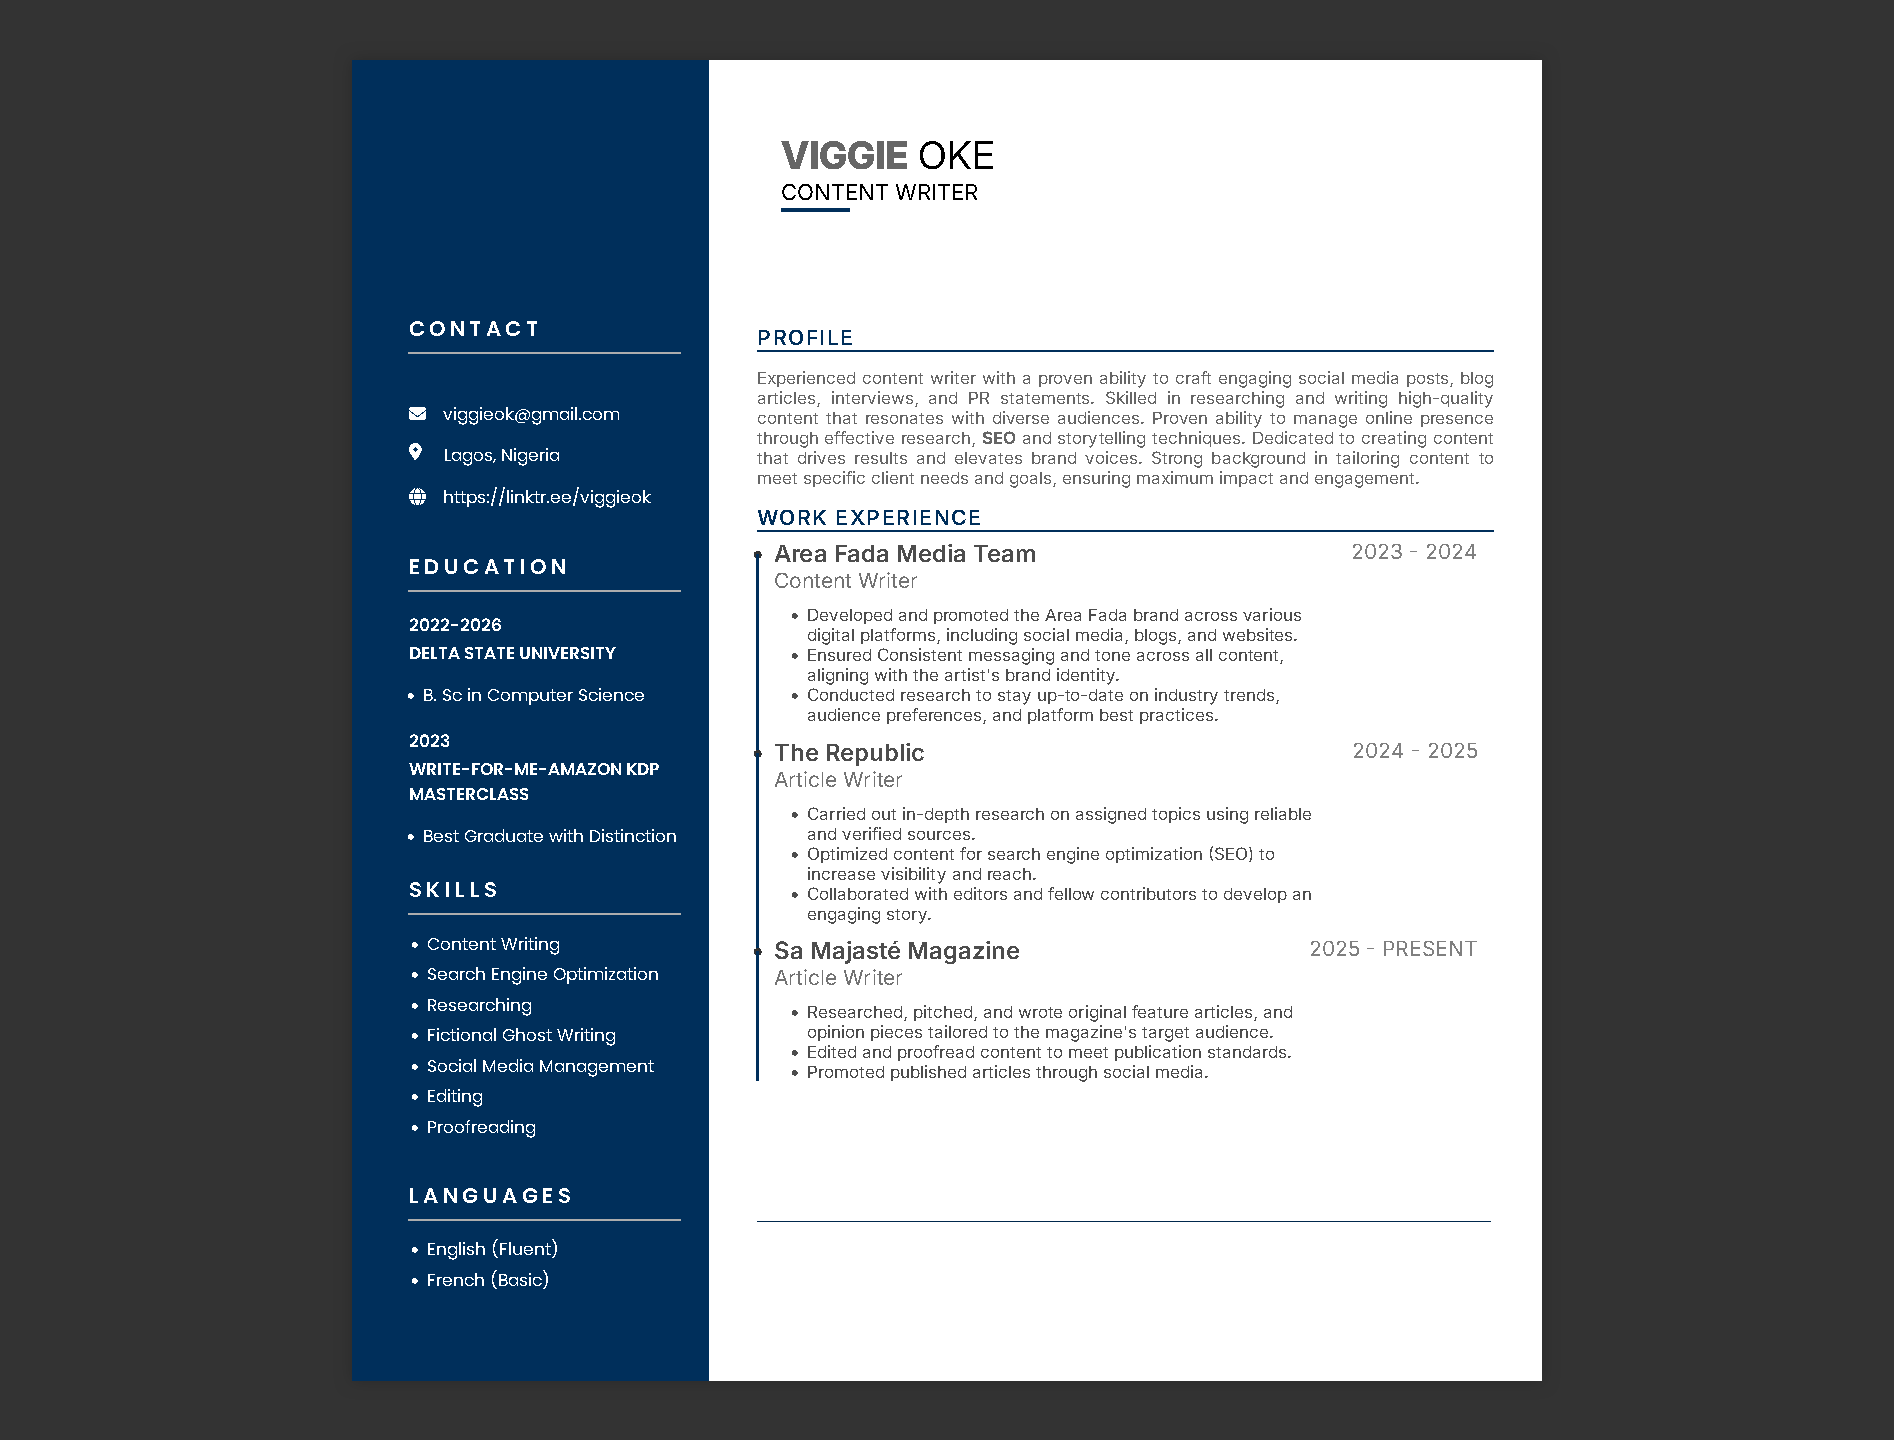 VIGGIE OKE
CONTENT WRITER
CONTACT
viggieok@gmail.com
Lagos, Nigeria
https://linktr.ee/viggieok
EDUCATION
2022-2026
DELTA STATE UNIVERSITY
• B. Sc in Computer Science
2023
WRITE-FOR-ME-AMAZON KDP
MASTERCLASS
• Best Graduate with Distinction
SKILLS
• Content Writing
• Search Engine Optimization
• Researching
• Fictional Ghost Writing
• Social Media Management
• Editing
• Proofreading
LANGUAGES
• English (Fluent)
• French (Basic)
PROFILE
Experienced content writer with a proven ability to craft engaging social media posts, blog
articles, interviews, and PR statements. Skilled in researching and writing high-quality
content that resonates with diverse audiences. Proven ability to manage online presence
through effective research, SEO and storytelling techniques. Dedicated to creating content
that drives results and elevates brand voices. Strong background in tailoring content to
meet specific client needs and goals, ensuring maximum impact and engagement.
WORK EXPERIENCE
Area Fada Media Team 2023 - 2024
Content Writer
• Developed and promoted the Area Fada brand across various
digital platforms, including social media, blogs, and websites.
• Ensured Consistent messaging and tone across all content,
aligning with the artist's brand identity.
• Conducted research to stay up-to-date on industry trends,
audience preferences, and platform best practices.
The Republic 2024 - 2025
Article Writer
• Carried out in-depth research on assigned topics using reliable
and verified sources.
• Optimized content for search engine optimization (SEO) to
increase visibility and reach.
• Collaborated with editors and fellow contributors to develop an
engaging story.
Sa Majasté Magazine 2025 - PRESENT
Article Writer
• Researched, pitched, and wrote original feature articles, and
opinion pieces tailored to the magazine's target audience.
• Edited and proofread content to meet publication standards.
• Promoted published articles through social media.